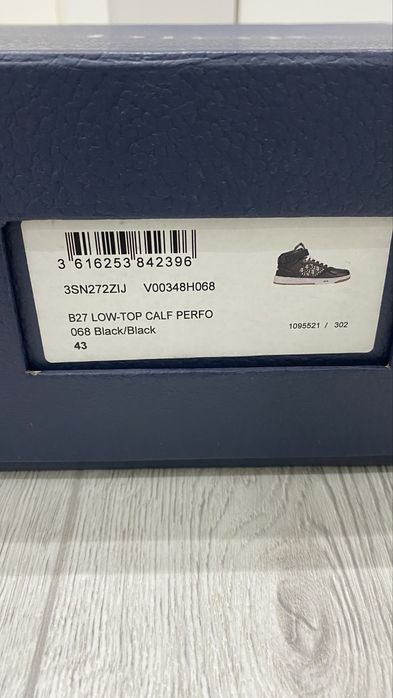 3 616253 842396
3SN272ZIJ V00348H068
B27 LOW-TOP CALF PERFO
068 Black/Black
43
1095521 / 302